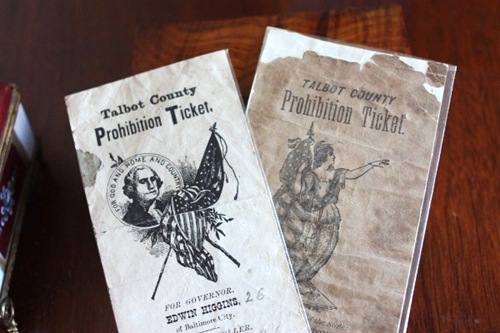 Talbot County
Prohibition Ticket.
FOR GOD AND HOME AND COUNTRY
FOR GOVERNOR,
EDWIN HIGGINS, 26
of Baltimore City.
TALBOT COUNTY
Prohibition Ticket.